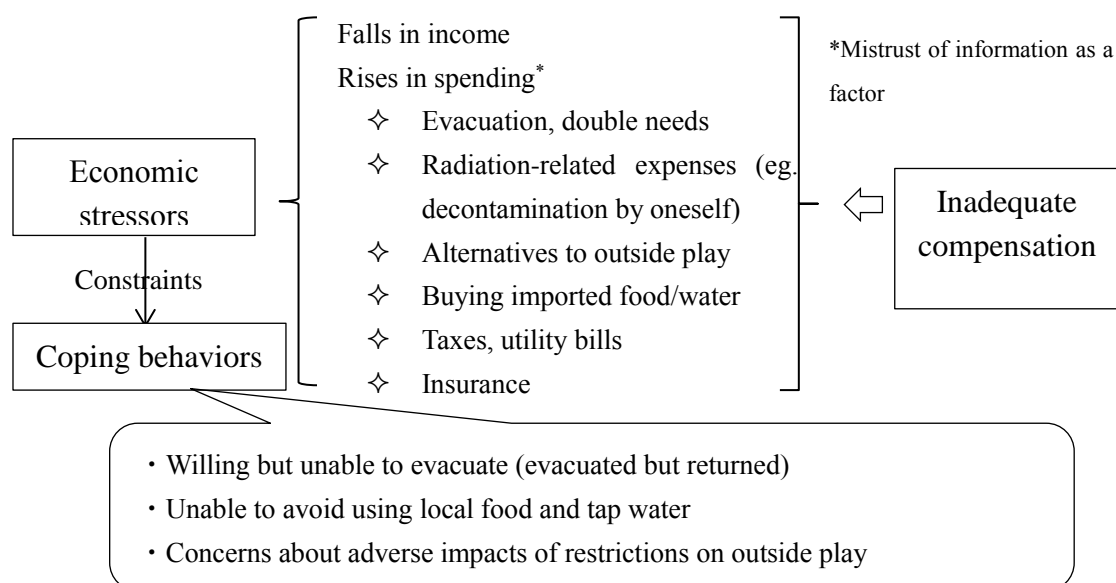 Falls in income
Rises in spending*
✧ Evacuation, double needs
✧ Radiation-related expenses (eg.
decontamination by oneself)
✧ Alternatives to outside play
✧ Buying imported food/water
✧ Taxes, utility bills
✧ Insurance
*Mistrust of information as a
factor
Economic
stressors
Constraints
Coping behaviors
Inadequate
compensation
・Willing but unable to evacuate (evacuated but returned)
・Unable to avoid using local food and tap water
・Concerns about adverse impacts of restrictions on outside play